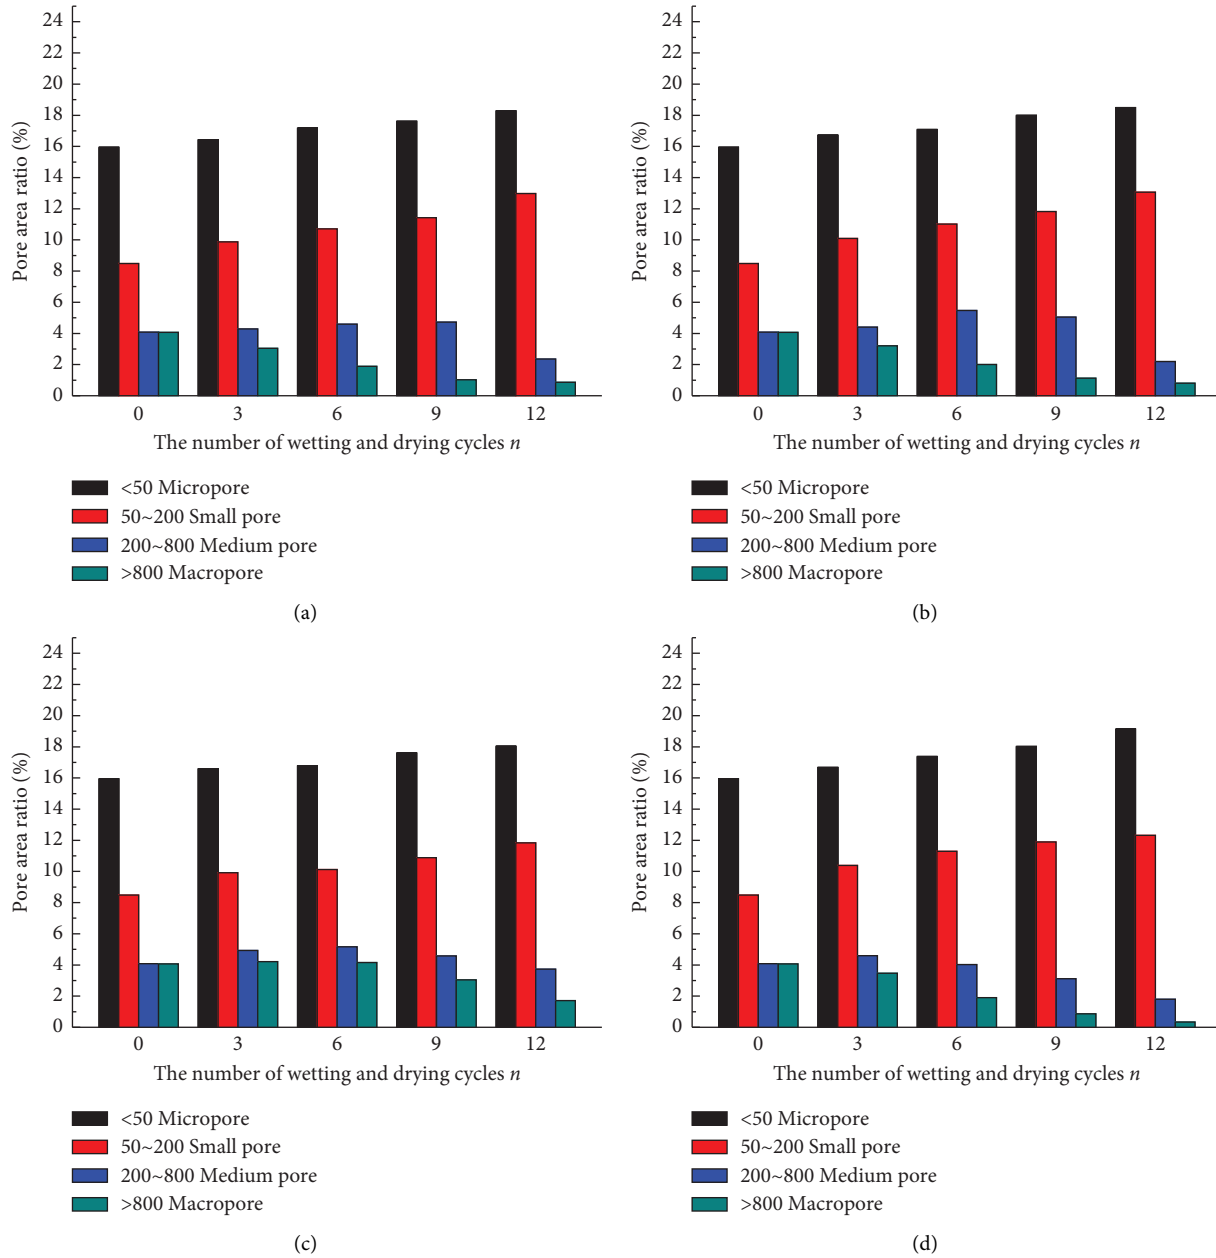 24
22
20
18
16
14
12
10
8
6
4
2
0
Pore area ratio (%)
0 3 6 9 12
The number of wetting and drying cycles n
<50 Micropore
50~200 Small pore
200~800 Medium pore
>800 Macropore
(a)
24
22
20
18
16
14
12
10
8
6
4
2
0
Pore area ratio (%)
0 3 6 9 12
The number of wetting and drying cycles n
<50 Micropore
50~200 Small pore
200~800 Medium pore
>800 Macropore
(b)
24
22
20
18
16
14
12
10
8
6
4
2
0
Pore area ratio (%)
0 3 6 9 12
The number of wetting and drying cycles n
<50 Micropore
50~200 Small pore
200~800 Medium pore
>800 Macropore
(c)
24
22
20
18
16
14
12
10
8
6
4
2
0
Pore area ratio (%)
0 3 6 9 12
The number of wetting and drying cycles n
<50 Micropore
50~200 Small pore
200~800 Medium pore
>800 Macropore
(d)